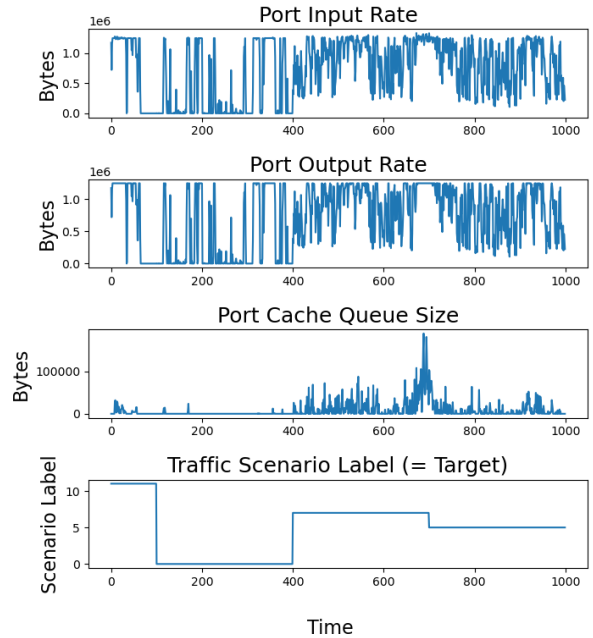 Port Input Rate
1e6
Bytes
1.0
0.5
0.0
0 200 400 600 800 1000
Port Output Rate
1e6
Bytes
1.0
0.5
0.0
0 200 400 600 800 1000
Port Cache Queue Size
Bytes
100000
0
0 200 400 600 800 1000
Traffic Scenario Label (= Target)
Scenario Label
10
5
0
0 200 400 600 800 1000
Time